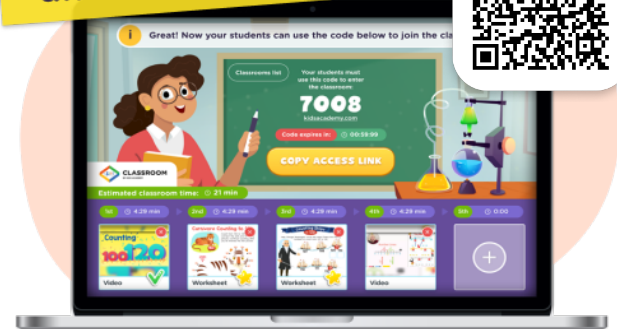 i Great! Now your students can use the code below to join the
Classrooms list
Your students must
use this code to enter
the classroom:
7008
kidsacademy.com
Code expires in: 00:59:99
COPY ACCESS LINK
CLASSROOM
Estimated classroom time: 21 min
1st 4.29 min 2nd 4.29 min 3rd 4.29 min 4th 4.29 min 5th 0:00
Counting
100 120
Video
Worksheet
Worksheet
Video